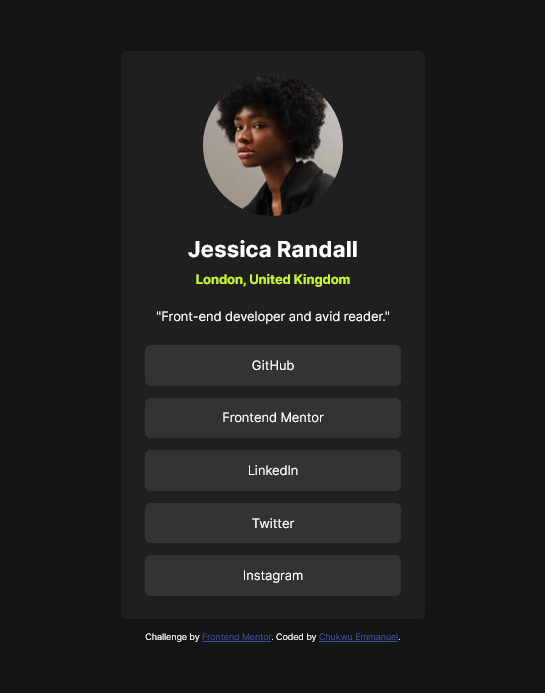 Jessica Randall
London, United Kingdom
"Front-end developer and avid reader."
GitHub
Frontend Mentor
LinkedIn
Twitter
Instagram
Challenge by Frontend Mentor. Coded by Chukwu Emmanuel.